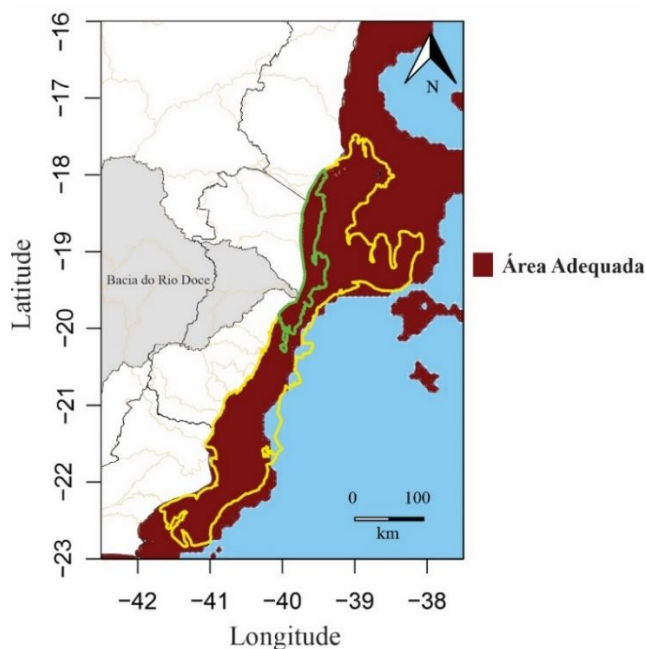 −16
−17
−18
−19
−20
−21
−22
−23
Latitude
N
Bacia do Rio Doce
Área Adequada
0 100
km
−42 −41 −40 −39 −38
Longitude